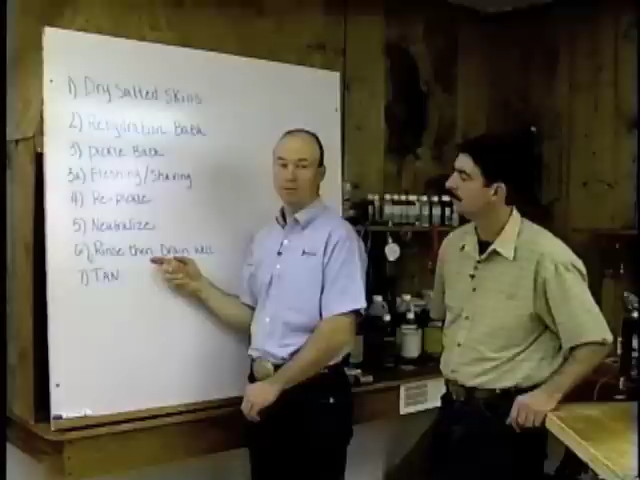 1) Dry Salted Skins
2) Rehydration Bath
3) Pickle Bath
3a) Fleshing/Shaving
4) Re-Pickle
5) Neutralize
6) Rinse then Drain well
7) TAN